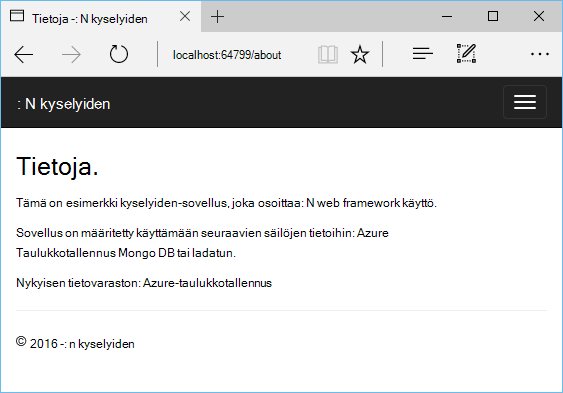 Tietoja -: N kyselyiden
localhost:64799/about
: N kyselyiden
Tietoja.
Tämä on esimerkki kyselyiden-sovellus, joka osoittaa: N web framework käyttö.
Sovellus on määritetty käyttämään seuraavien säilöjen tietoihin: Azure
Taulukkotallennus Mongo DB tai ladatun.
Nykyisen tietovaraston: Azure-taulukkotallennus
© 2016 -: n kyselyiden